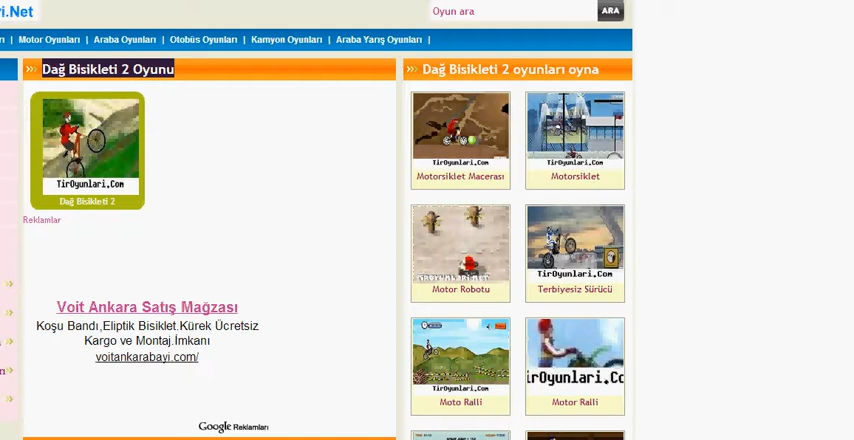 .Net
Oyun ara
ARA
| Motor Oyunları | Araba Oyunları | Otobüs Oyunları | Kamyon Oyunları | Araba Yarış Oyunları |
Dağ Bisikleti 2 Oyunu
Dağ Bisikleti 2 oyunları oyna
TirOyunlari.Com
Dağ Bisikleti 2
Reklamlar
Voit Ankara Satış Mağzası
Koşu Bandı,Eliptik Bisiklet.Kürek Ücretsiz
Kargo ve Montaj.İmkanı
voitankarabayi.com/
Google Reklamları
TirOyunlari.Com
Motorsiklet Macerası
TirOyunlari.Com
Motorsiklet
TIROYUNLARI.NET
Motor Robotu
TirOyunlari.Com
Terbiyesiz Sürücü
TirOyunlari.Com
Moto Ralli
irOyunlari.Co
Motor Ralli